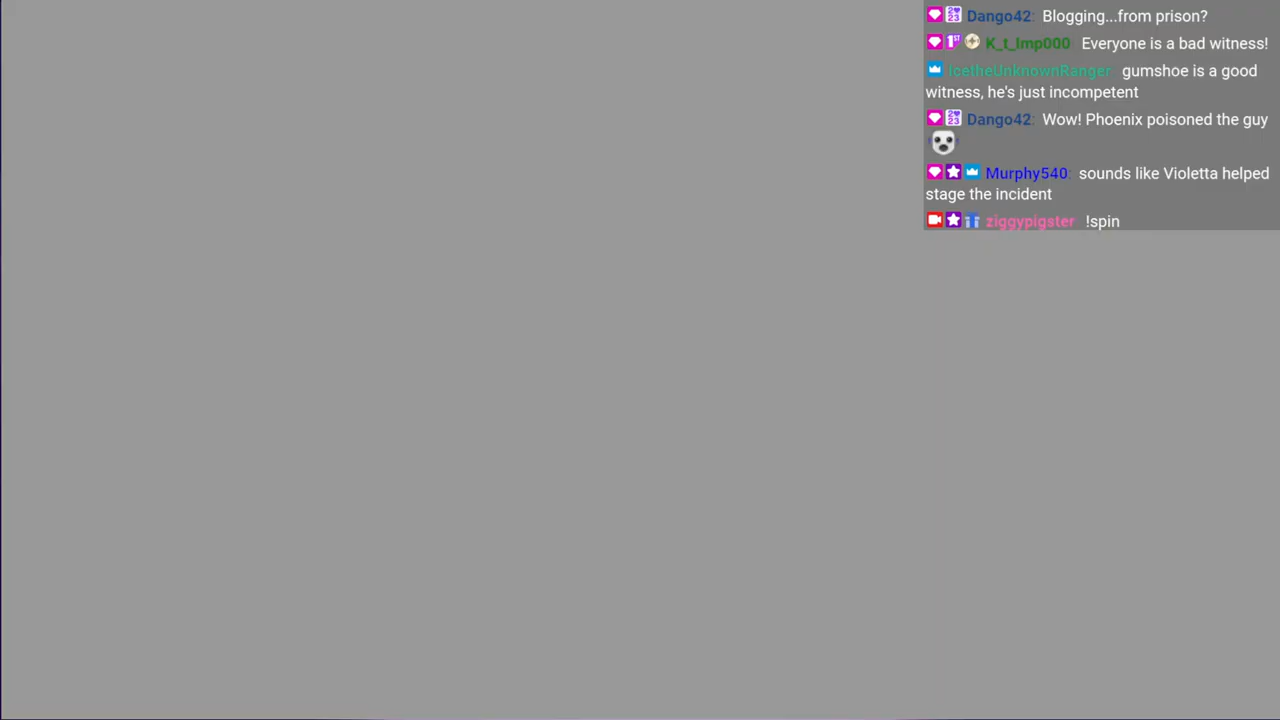 Dango42: Blogging...from prison?
K_t_Imp000: Everyone is a bad witness!
IcetheUnknownRanger: gumshoe is a good
witness, he's just incompetent
Dango42: Wow! Phoenix poisoned the guy
Murphy540: sounds like Violetta helped
stage the incident
ziggypigster: !spin